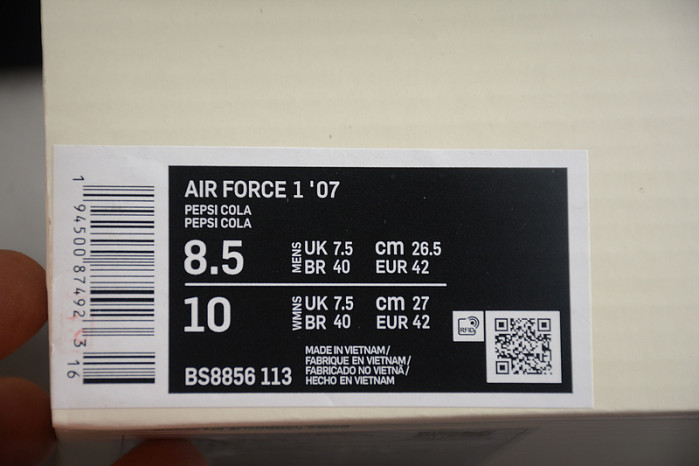 AIR FORCE 1 '07
PEPSI COLA
PEPSI COLA
8.5 MENS UK 7.5 cm 26.5
BR 40 EUR 42
10 WMNS UK 7.5 cm 27
BR 40 EUR 42
BS8856 113
MADE IN VIETNAM/
FABRIQUE EN VIETNAM/
FABRICADO NO VIETNÃ/
HECHO EN VIETNAM
RFID
1 94500 87492 3 16